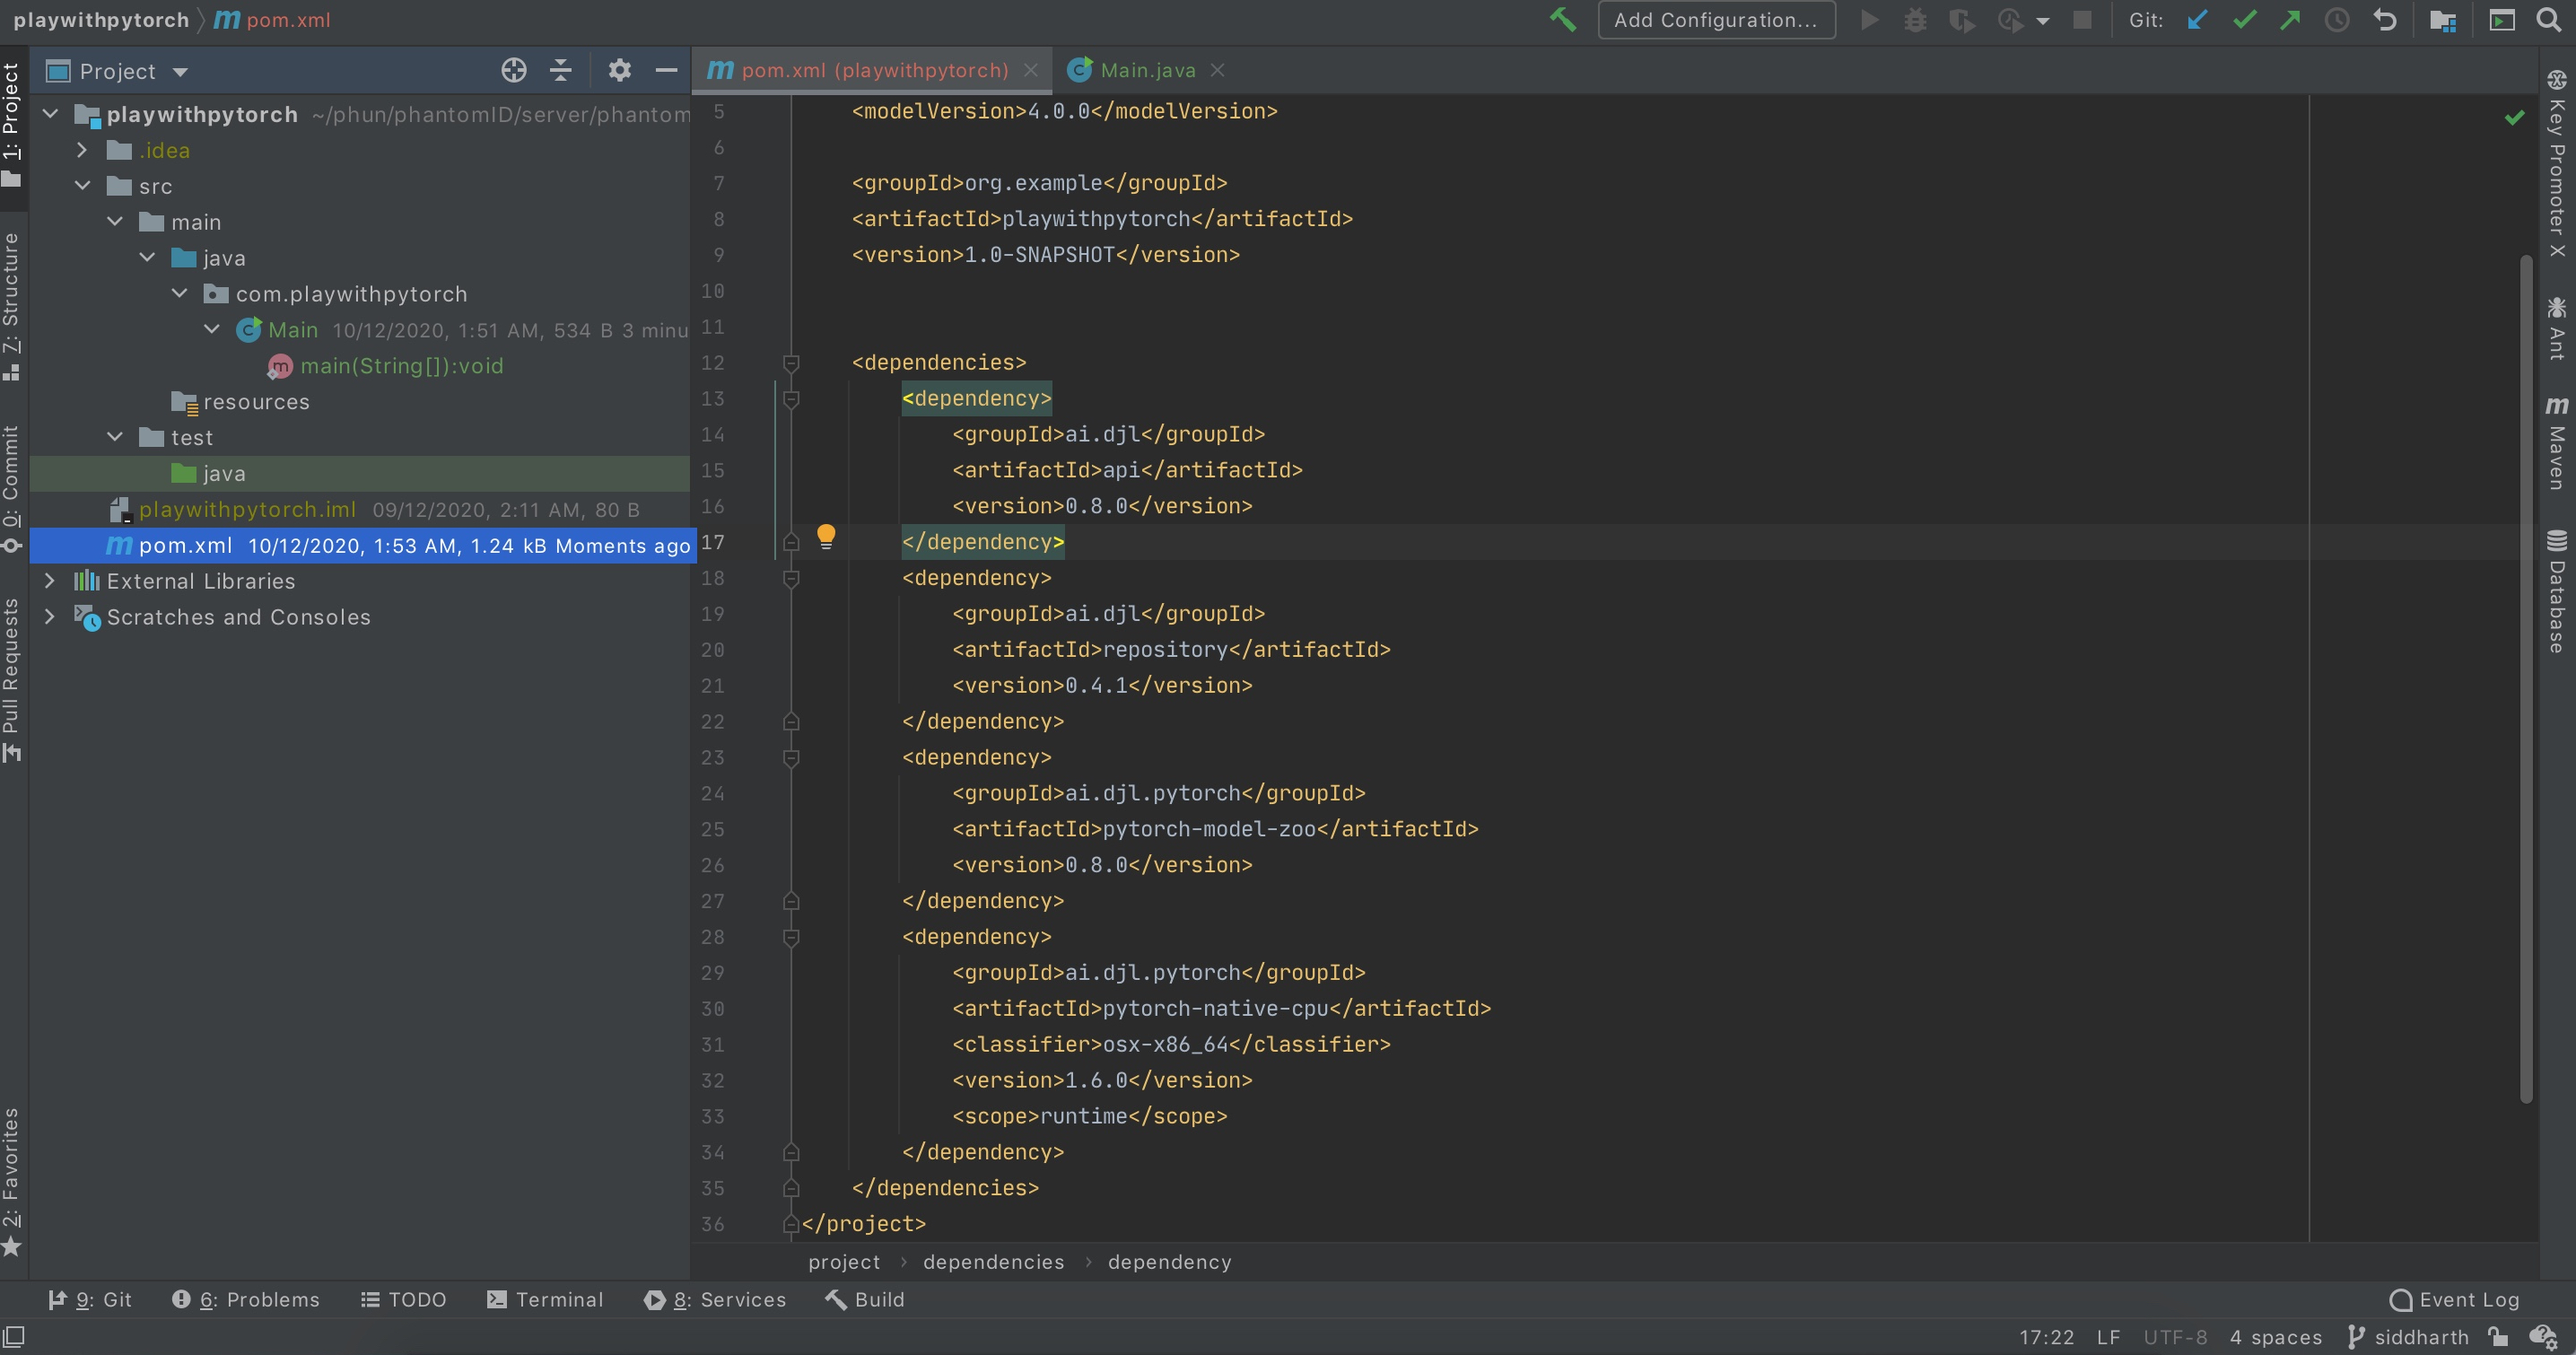 playwithpytorch pom.xml
Add Configuration... Git:
Project
pom.xml (playwithpytorch) Main.java
playwithpytorch ~/phun/phantomID/server/phantom
.idea
src
main
java
com.playwithpytorch
Main 10/12/2020, 1:51 AM, 534 B 3 minu
main(String[]):void
resources
test
java
playwithpytorch.iml 09/12/2020, 2:11 AM, 80 B
pom.xml 10/12/2020, 1:53 AM, 1.24 kB Moments ago
External Libraries
Scratches and Consoles
1: Project
Z: Structure
0: Commit
Pull Requests
2: Favorites
5 <modelVersion>4.0.0</modelVersion>
6
7 <groupId>org.example</groupId>
8 <artifactId>playwithpytorch</artifactId>
9 <version>1.0-SNAPSHOT</version>
10
11
12 <dependencies>
13 <dependency>
14 <groupId>ai.djl</groupId>
15 <artifactId>api</artifactId>
16 <version>0.8.0</version>
17 </dependency>
18 <dependency>
19 <groupId>ai.djl</groupId>
20 <artifactId>repository</artifactId>
21 <version>0.4.1</version>
22 </dependency>
23 <dependency>
24 <groupId>ai.djl.pytorch</groupId>
25 <artifactId>pytorch-model-zoo</artifactId>
26 <version>0.8.0</version>
27 </dependency>
28 <dependency>
29 <groupId>ai.djl.pytorch</groupId>
30 <artifactId>pytorch-native-cpu</artifactId>
31 <classifier>osx-x86_64</classifier>
32 <version>1.6.0</version>
33 <scope>runtime</scope>
34 </dependency>
35 </dependencies>
36 </project>
project › dependencies › dependency
Key Promoter X
Ant
Maven
Database
9: Git 6: Problems TODO Terminal 8: Services Build Event Log
17:22 LF UTF-8 4 spaces siddharth